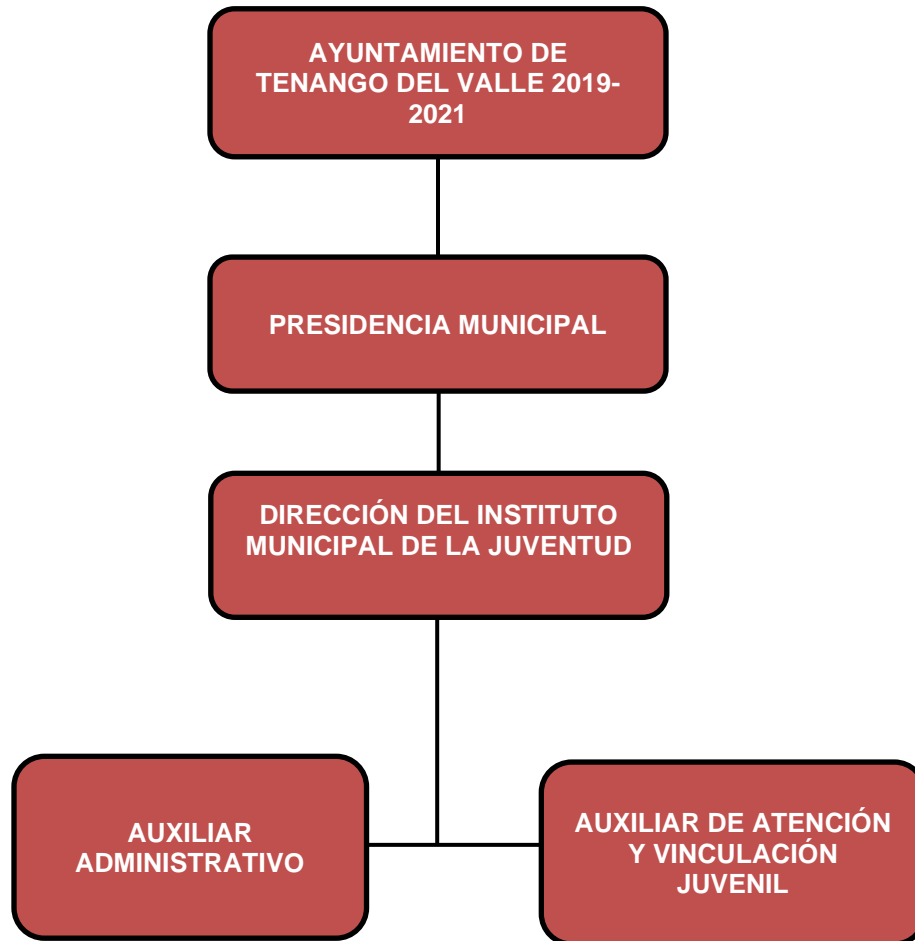 AYUNTAMIENTO DE
TENANGO DEL VALLE 2019-
2021
PRESIDENCIA MUNICIPAL
DIRECCIÓN DEL INSTITUTO
MUNICIPAL DE LA JUVENTUD
AUXILIAR
ADMINISTRATIVO
AUXILIAR DE ATENCIÓN
Y VINCULACIÓN
JUVENIL